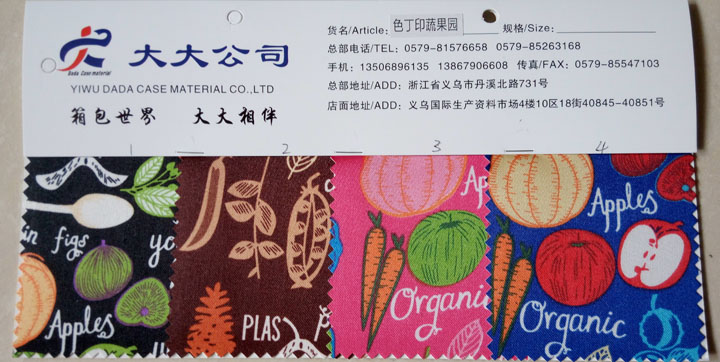 货名/Article: 色丁印蔬果园 规格/Size:
大大公司
Dada Case material
总部电话/TEL: 0579-81576658 0579-85263168
手机: 13506896135 13867906608 传真/FAX: 0579-85547103
YIWU DADA CASE MATERIAL CO.,LTD
总部地址/ADD: 浙江省义乌市丹溪北路731号
箱包世界 大大相伴
店面地址/ADD: 义乌国际生产资料市场4楼10区18街40845-40851号
1 2 3 4
Ap
Apples
figs
yo
Organic
Organic
Apples
PLAS